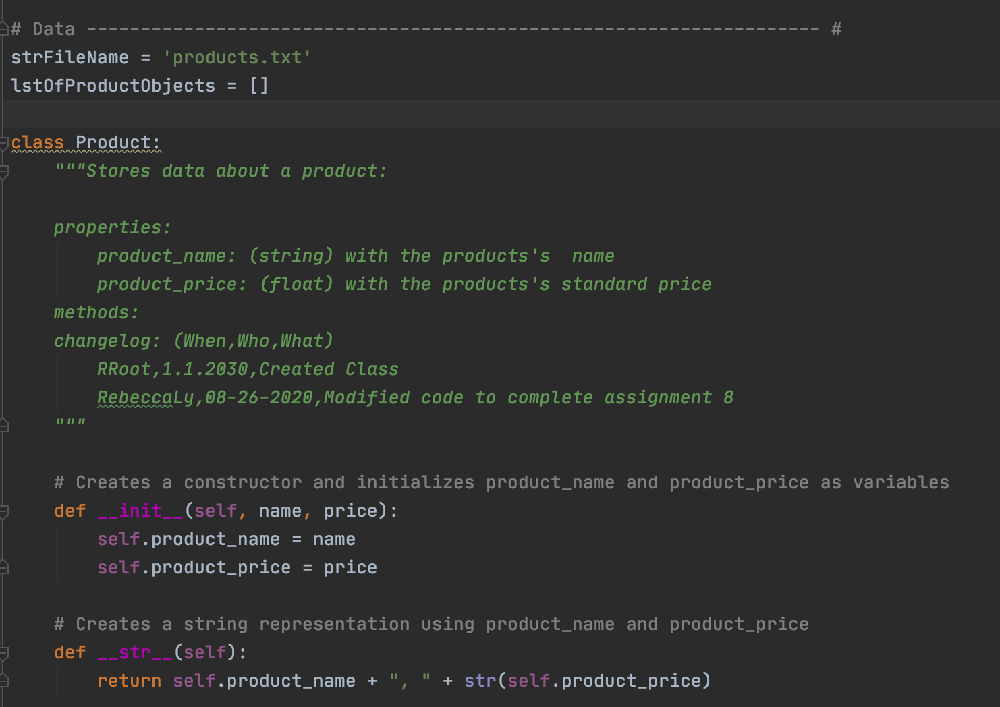 # Data -------------------------------------------------------------------- #
strFileName = 'products.txt'
lstOfProductObjects = []
class Product:
"""Stores data about a product:
properties:
product_name: (string) with the products's  name
product_price: (float) with the products's standard price
methods:
changelog: (When,Who,What)
RRoot,1.1.2030,Created Class
RebeccaLy,08-26-2020,Modified code to complete assignment 8
"""
# Creates a constructor and initializes product_name and product_price as variables
def __init__(self, name, price):
self.product_name = name
self.product_price = price
# Creates a string representation using product_name and product_price
def __str__(self):
return self.product_name + ", " + str(self.product_price)